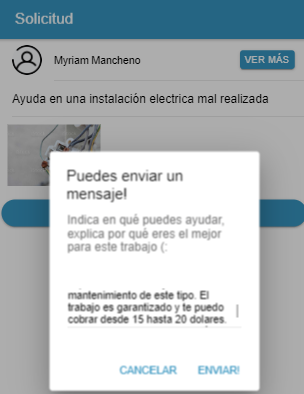 Solicitud
Myriam Mancheno
VER MÁS
Ayuda en una instalación electrica mal realizada
Puedes enviar un
mensaje!
Indica en qué puedes ayudar,
explica por qué eres el mejor
para este trabajo (:
mantenimiento de este tipo. El
trabajo es garantizado y te puedo
cobrar desde 15 hasta 20 dolares.
CANCELAR
ENVIAR!